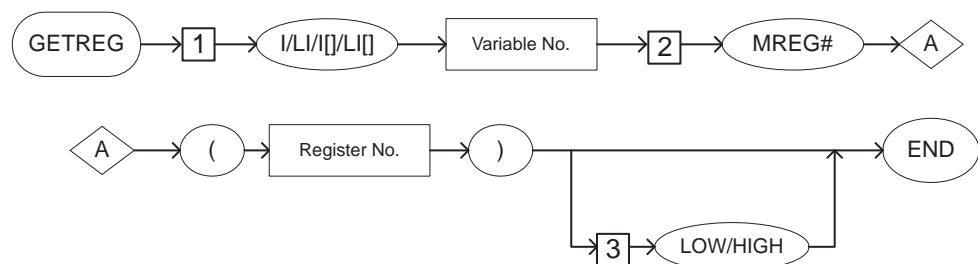 GETREG 1 I/LI/I[]/LI[] Variable No. 2 MREG# A
A ( Register No. ) END
3 LOW/HIGH